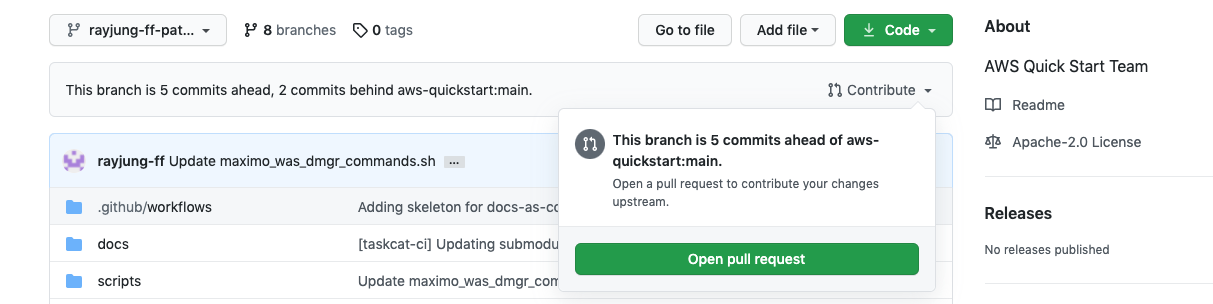 rayjung-ff-pat...
8 branches
0 tags
Go to file
Add file
Code
This branch is 5 commits ahead, 2 commits behind aws-quickstart:main.
Contribute
This branch is 5 commits ahead of aws-
quickstart:main.
Open a pull request to contribute your changes
upstream.
Open pull request
rayjung-ff Update maximo_was_dmgr_commands.sh ...
.github/workflows Adding skeleton for docs-as-co
docs [taskcat-ci] Updating submodu
scripts Update maximo_was_dmgr_com
About
AWS Quick Start Team
Readme
Apache-2.0 License
Releases
No releases published